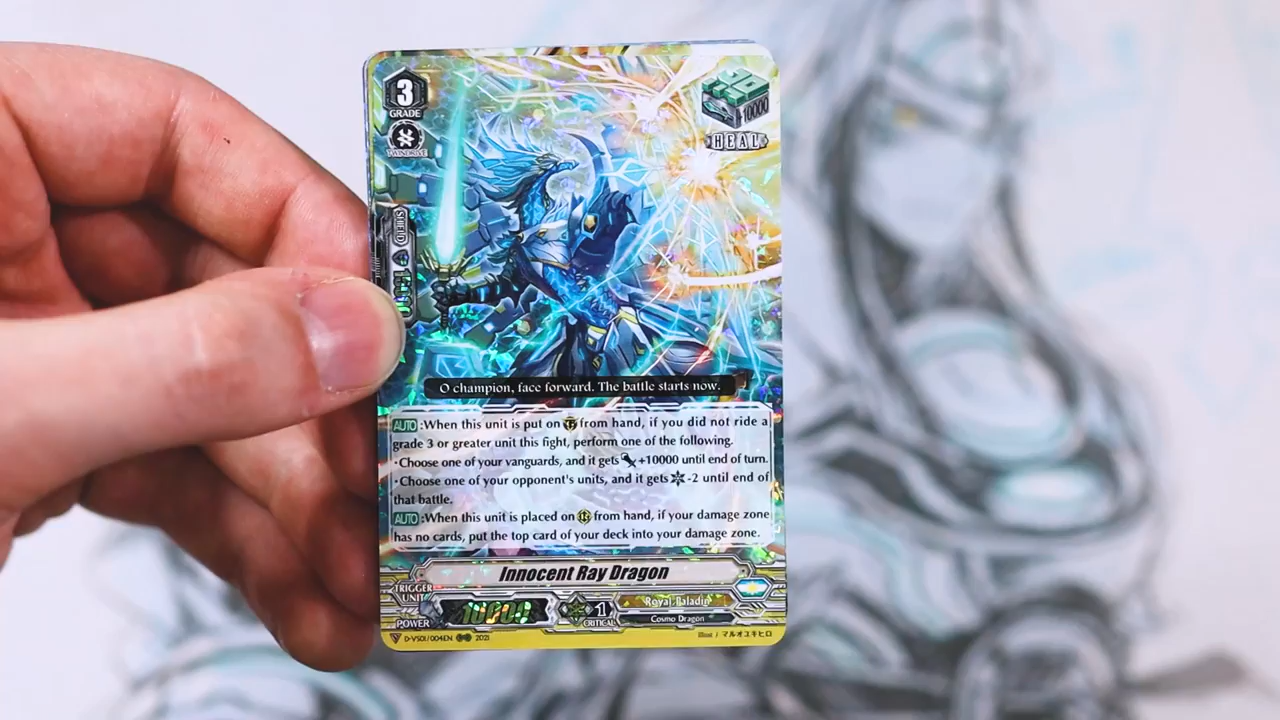 3
GRADE
+10000
HEAL
SHIELD
O champion, face forward. The battle starts now.
AUTO :When this unit is put on from hand, if you did not ride a
grade 3 or greater unit this fight, perform one of the following.
・Choose one of your vanguards, and it gets +10000 until end of turn.
・Choose one of your opponent's units, and it gets -2 until end of
that battle.
AUTO :When this unit is placed on from hand, if your damage zone
has no cards, put the top card of your deck into your damage zone.
Innocent Ray Dragon
TRIGGER
UNIT
POWER 10000 1 CRITICAL
Royal Paladin
Cosmo Dragon
D-VS01/004EN 2021
Illust / マルオユキヒロ